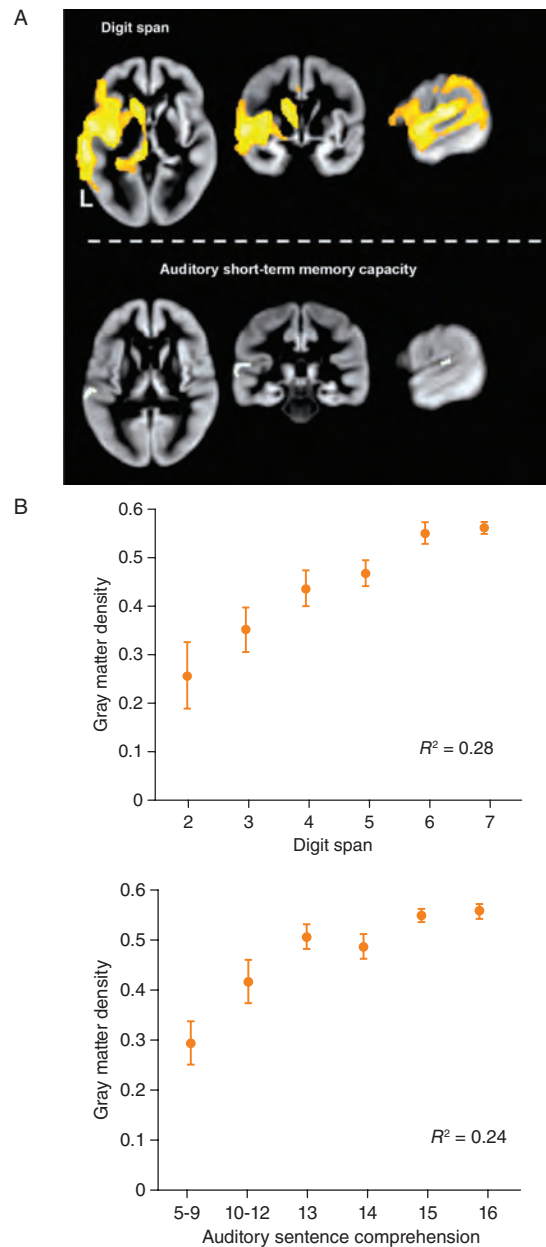 A
Digit span
L
Auditory short-term memory capacity
B
0.6
0.5
0.4
0.3
0.2
0.1
0
Gray matter density
R² = 0.28
2 3 4 5 6 7
Digit span
0.6
0.5
0.4
0.3
0.2
0.1
0
Gray matter density
R² = 0.24
5-9 10-12 13 14 15 16
Auditory sentence comprehension